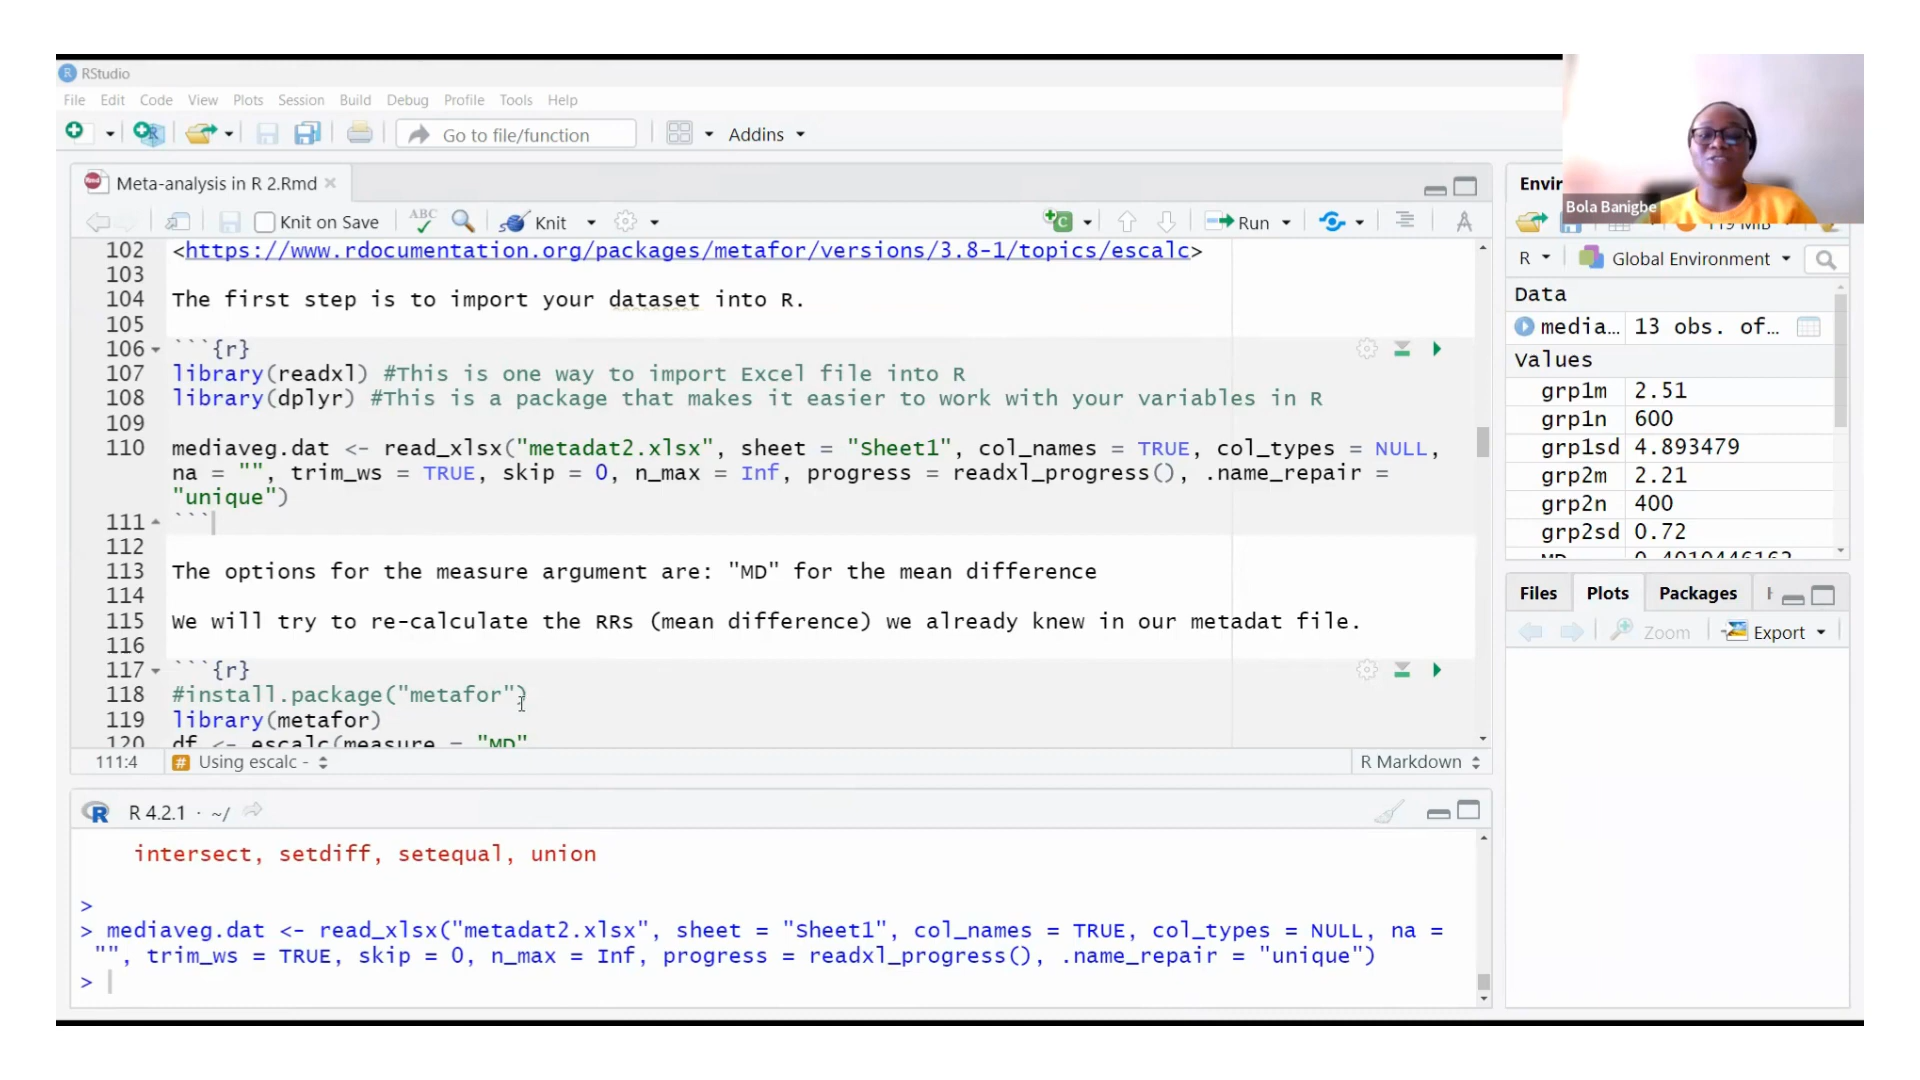 RStudio
File Edit Code View Plots Session Build Debug Profile Tools Help
Go to file/function Addins
Meta-analysis in R 2.Rmd
Knit on Save ABC Knit Run
102 <https://www.rdocumentation.org/packages/metafor/versions/3.8-1/topics/escalc>
103
104 The first step is to import your dataset into R.
105
106 ```{r}
107 library(readxl) #This is one way to import Excel file into R
108 library(dplyr) #This is a package that makes it easier to work with your variables in R
109
110 mediaveg.dat <- read_xlsx("metadat2.xlsx", sheet = "Sheet1", col_names = TRUE, col_types = NULL,
na = "", trim_ws = TRUE, skip = 0, n_max = Inf, progress = readxl_progress(), .name_repair =
"unique")
111 ```
112
113 The options for the measure argument are: "MD" for the mean difference
114
115 We will try to re-calculate the RRs (mean difference) we already knew in our metadat file.
116
117 ```{r}
118 #install.package("metafor")
119 library(metafor)
120 df <- escalc(measure = "MD"
111:4 Using escalc - R Markdown
R 4.2.1 · ~/
intersect, setdiff, setequal, union
>
> mediaveg.dat <- read_xlsx("metadat2.xlsx", sheet = "Sheet1", col_names = TRUE, col_types = NULL, na =
"", trim_ws = TRUE, skip = 0, n_max = Inf, progress = readxl_progress(), .name_repair = "unique")
>
Bola Banigbe
Envir
119 MiB
R Global Environment
Data
media... 13 obs. of...
Values
grp1m 2.51
grp1n 600
grp1sd 4.893479
grp2m 2.21
grp2n 400
grp2sd 0.72
MD
Files Plots Packages
Zoom Export